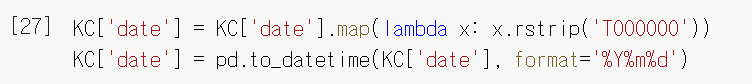 [27] KC['date'] = KC['date'].map(lambda x: x.rstrip('T000000'))
KC['date'] = pd.to_datetime(KC['date'], format='%Y%m%d')